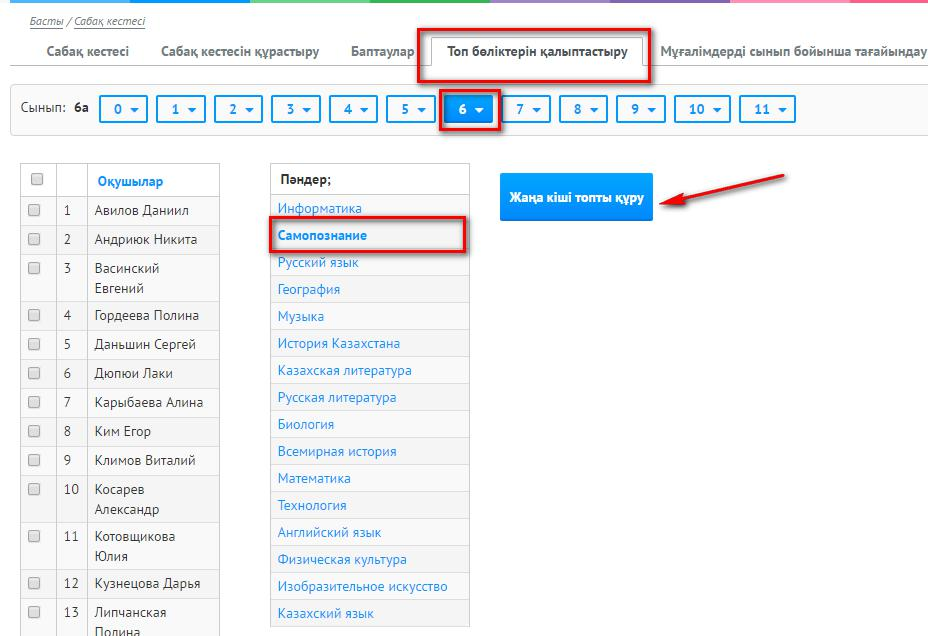 Басты / Сабақ кестесі
Сабақ кестесі Сабақ кестесін құрастыру Баптаулар Топ бөліктерін қалыптастыру Мұғалімдерді сынып бойынша тағайындау
Сынып: 6а 0 1 2 3 4 5 6 7 8 9 10 11
Оқушылар
1 Авилов Даниил
2 Андриюк Никита
3 Васинский
Евгений
4 Гордеева Полина
5 Даньшин Сергей
6 Дюпюи Лаки
7 Карыбаева Алина
8 Ким Егор
9 Климов Виталий
10 Косарев
Александр
11 Котовщикова
Юлия
12 Кузнецова Дарья
13 Липчанская
Полина
Пәндер;
Информатика
Самопознание
Русский язык
География
Музыка
История Казахстана
Казахская литература
Русская литература
Биология
Всемирная история
Математика
Технология
Английский язык
Физическая культура
Изобразительное искусство
Казахский язык
Жаңа кіші топты құру